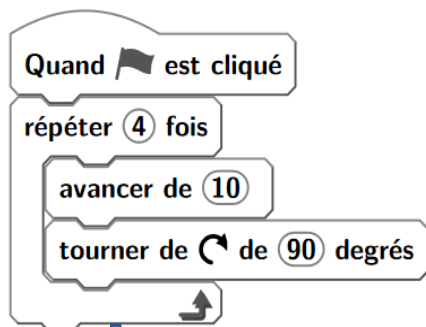 Quand est cliqué
répéter 4 fois
avancer de 10
tourner de de 90 degrés